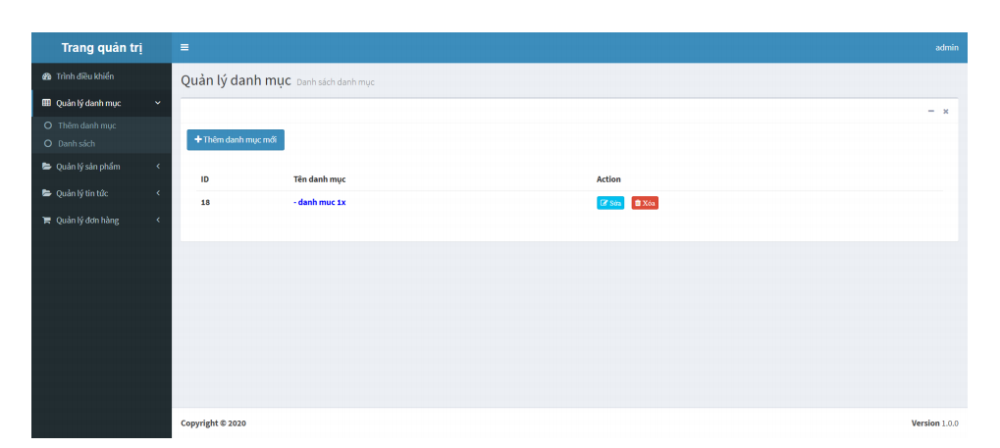 Trang quản trị
admin
Trình điều khiển
Quản lý danh mục
Thêm danh mục
Danh sách
Quản lý sản phẩm
Quản lý tin tức
Quản lý đơn hàng
Quản lý danh mục Danh sách danh mục
Thêm danh mục mới
ID Tên danh mục Action
18 - danh muc 1x Sửa Xóa
Copyright © 2020 Version 1.0.0